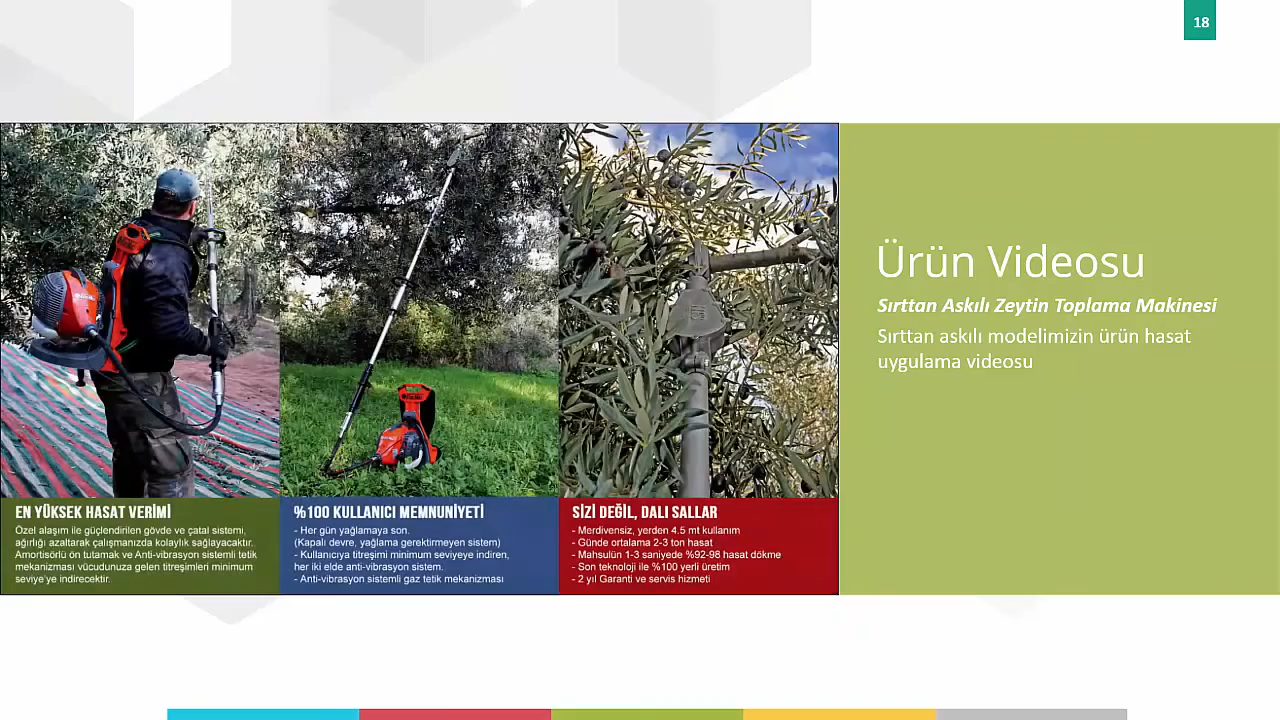 18
Ürün Videosu
Sırttan Askılı Zeytin Toplama Makinesi
Sırttan askılı modelimizin ürün hasat
uygulama videosu
EN YÜKSEK HASAT VERİMİ
Özel alaşım ile güçlendirilen gövde ve çatal sistemi,
ağırlığı azaltarak çalışmanızda kolaylık sağlayacaktır.
Amortisörlü ön tutamak ve Anti-vibrasyon sistemli tetik
mekanizması vücudunuza gelen titreşimleri minimum
seviye'ye indirecektir.
%100 KULLANICI MEMNUNİYETİ
- Her gün yağlamaya son.
(Kapalı devre, yağlama gerektirmeyen sistem)
- Kullanıcıya titreşimi minimum seviyeye indiren,
her iki elde anti-vibrasyon sistem.
- Anti-vibrasyon sistemli gaz tetik mekanizması
SİZİ DEĞİL, DALI SALLAR
- Merdivensiz, yerden 4.5 mt kullanım
- Günde ortalama 2-3 ton hasat
- Mahsulün 1-3 saniyede %92-98 hasat dökme
- Son teknoloji ile %100 yerli üretim
- 2 yıl Garanti ve servis hizmeti